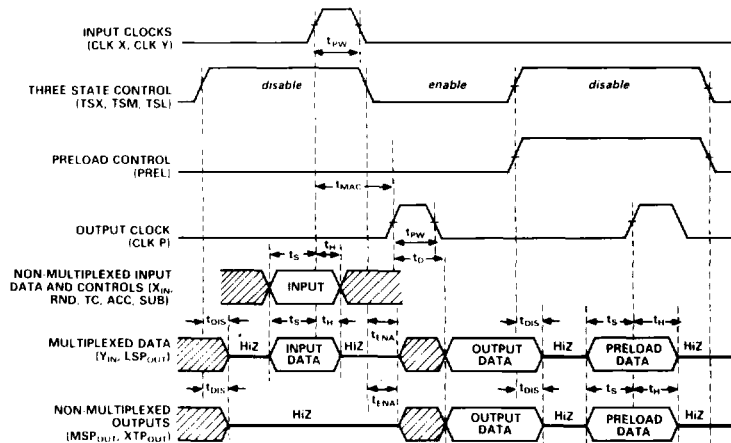 INPUT CLOCKS
(CLK X, CLK Y)
tPW
THREE STATE CONTROL
(TSX, TSM, TSL)
disable
enable
disable
PRELOAD CONTROL
(PREL)
tMAC
OUTPUT CLOCK
(CLK P)
tPW
tD
tS
tH
NON-MULTIPLEXED INPUT
DATA AND CONTROLS (XIN,
RND, TC, ACC, SUB)
INPUT
tDIS
tS
tH
tENA
tDIS
tS
tH
MULTIPLEXED DATA
(YIN, LSPOUT)
HiZ
INPUT
DATA
HiZ
OUTPUT
DATA
HiZ
PRELOAD
DATA
HiZ
tDIS
tENA
tDIS
tS
tH
NON-MULTIPLEXED
OUTPUTS
(MSPOUT, XTPOUT)
HiZ
OUTPUT
DATA
HiZ
PRELOAD
DATA
HiZ